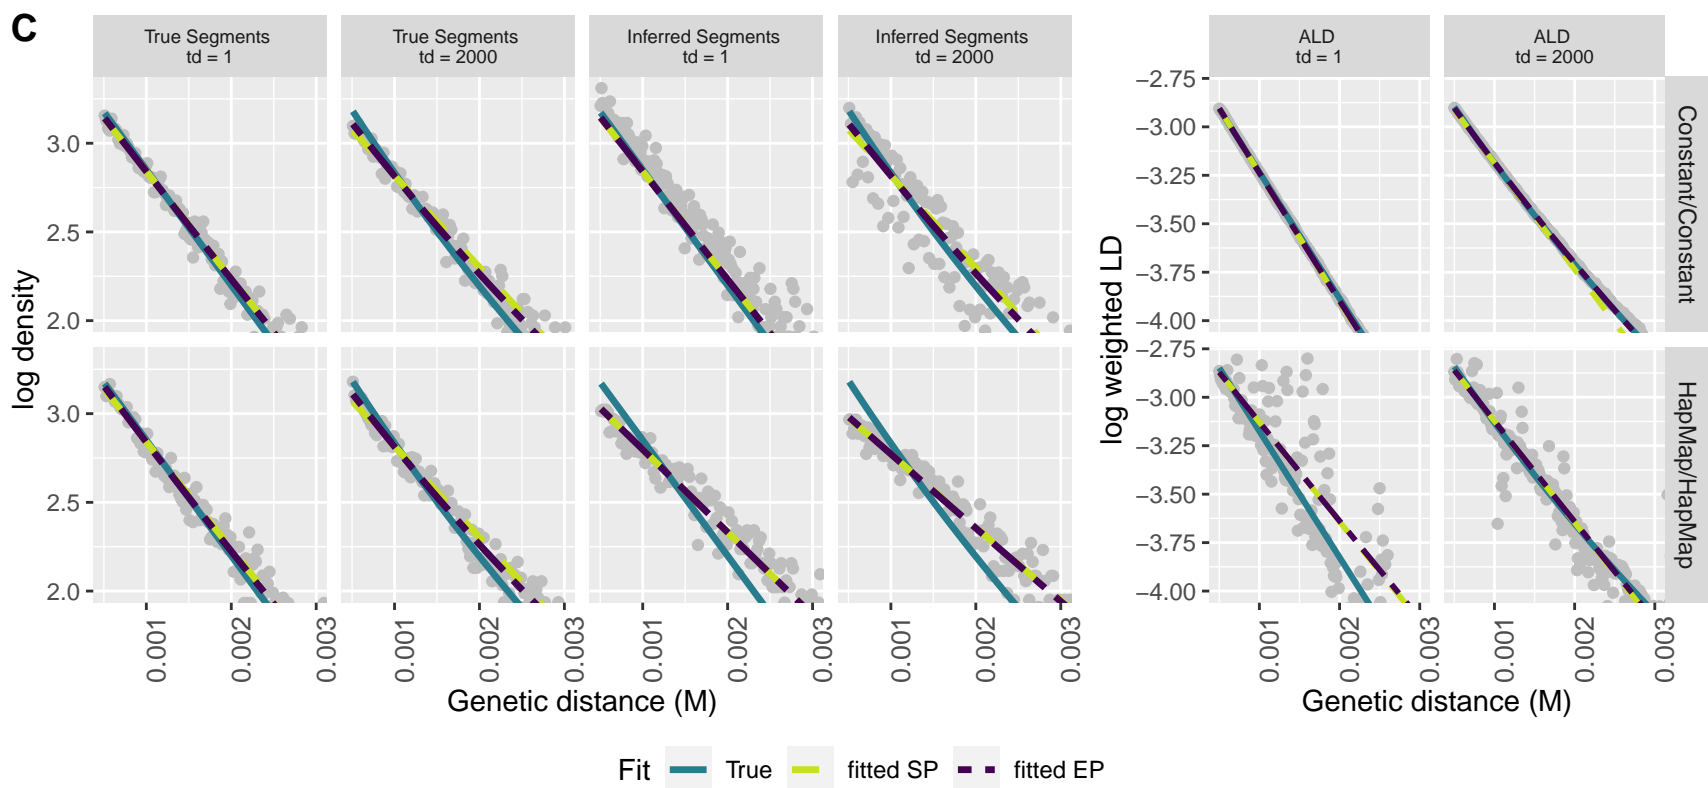 C
True Segments
td = 1
True Segments
td = 2000
Inferred Segments
td = 1
Inferred Segments
td = 2000
ALD
td = 1
ALD
td = 2000
log density
3.0
2.5
2.0
3.0
2.5
2.0
0.001
0.002
0.003
0.001
0.002
0.003
0.001
0.002
0.003
0.001
0.002
0.003
Genetic distance (M)
log weighted LD
−2.75
−3.00
−3.25
−3.50
−3.75
−4.00
−2.75
−3.00
−3.25
−3.50
−3.75
−4.00
Constant/Constant
HapMap/HapMap
0.001
0.002
0.003
0.001
0.002
0.003
Genetic distance (M)
Fit True fitted SP fitted EP